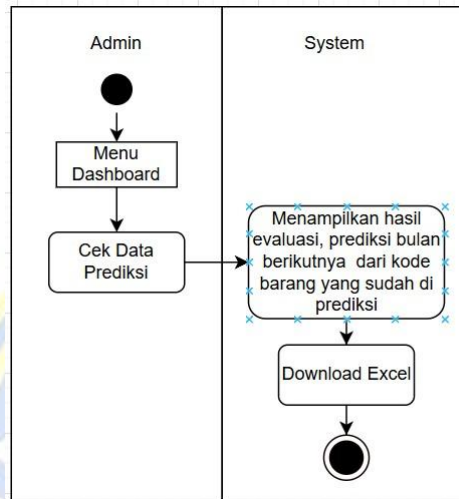 Admin
System
Menu
Dashboard
Cek Data
Prediksi
Menampilkan hasil
evaluasi, prediksi bulan
berikutnya dari kode
barang yang sudah di
prediksi
Download Excel